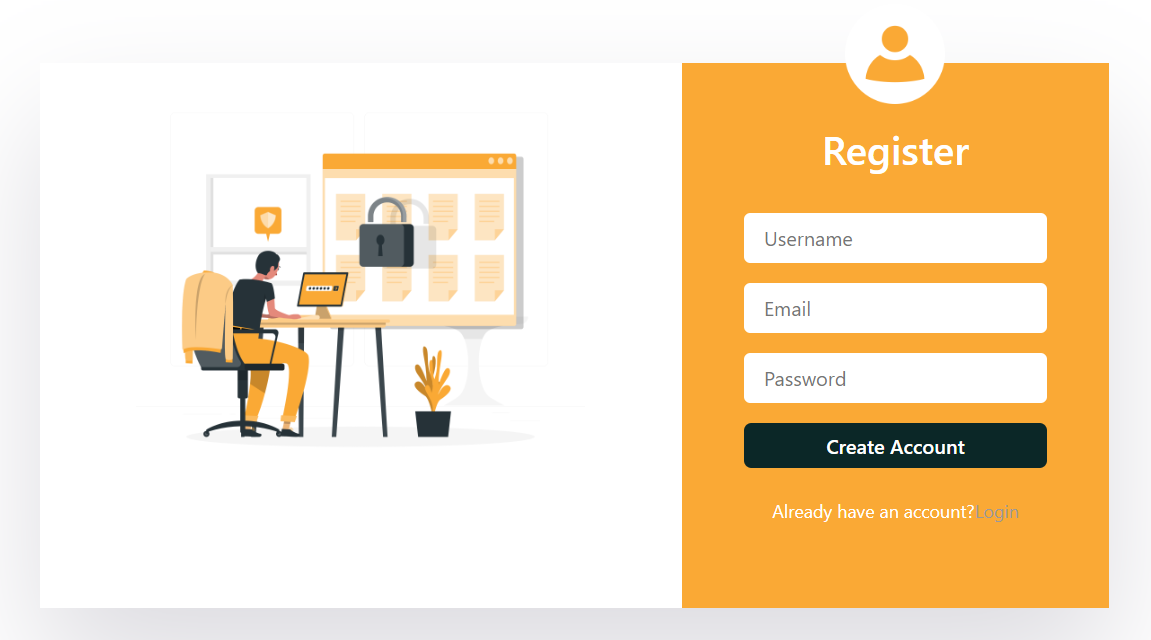 Register
Username
Email
Password
Create Account
Already have an account?Login